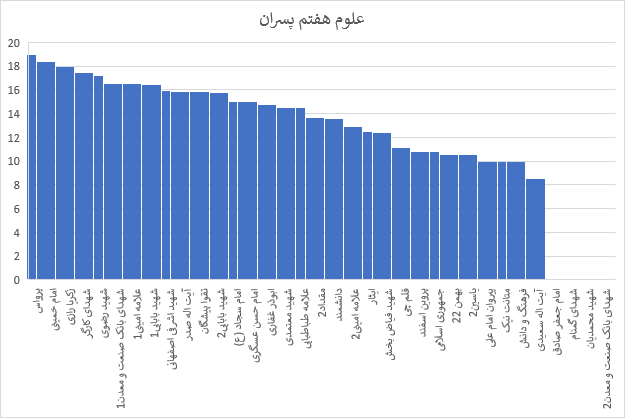 علوم هفتم پسران
20
18
16
14
12
10
8
6
4
2
0
پرواس
امام خمینی
زکریا رازی
شهدای کارگر
شهید رضوی
شهدای بانک صنعت و معدن1
علامه امینی1
شهید بابایی1
شهید اشرفی اصفهانی
آیت اله صدر
تقوا پیشگان
شهید بابایی2
امام سجاد (ع)
امام حسن عسگری
ابوذر غفاری
شهید معتمدی
علامه طباطبایی
مقداد2
دانشمند
علامه امینی2
ایثار
شهید فیاض بخش
قلم چی
پروین اسفند
جمهوری اسلامی
بهمن 22
یاسین2
پیروان امام علی
متانت نیک
فرهنگ و دانش
آیت اله سعیدی
امام جعفر صادق
شهدای گمنام
شهید محمدیان
شهدای بانک صنعت و معدن2